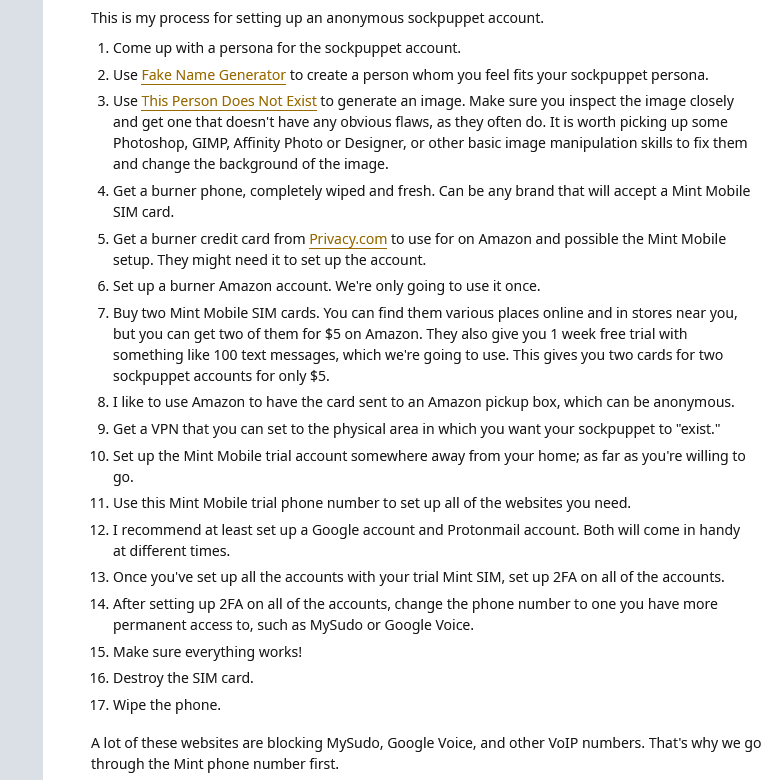 This is my process for setting up an anonymous sockpuppet account.
1. Come up with a persona for the sockpuppet account.
2. Use Fake Name Generator to create a person whom you feel fits your sockpuppet persona.
3. Use This Person Does Not Exist to generate an image. Make sure you inspect the image closely
and get one that doesn't have any obvious flaws, as they often do. It is worth picking up some
Photoshop, GIMP, Affinity Photo or Designer, or other basic image manipulation skills to fix them
and change the background of the image.
4. Get a burner phone, completely wiped and fresh. Can be any brand that will accept a Mint Mobile
SIM card.
5. Get a burner credit card from Privacy.com to use for on Amazon and possible the Mint Mobile
setup. They might need it to set up the account.
6. Set up a burner Amazon account. We're only going to use it once.
7. Buy two Mint Mobile SIM cards. You can find them various places online and in stores near you,
but you can get two of them for $5 on Amazon. They also give you 1 week free trial with
something like 100 text messages, which we're going to use. This gives you two cards for two
sockpuppet accounts for only $5.
8. I like to use Amazon to have the card sent to an Amazon pickup box, which can be anonymous.
9. Get a VPN that you can set to the physical area in which you want your sockpuppet to "exist."
10. Set up the Mint Mobile trial account somewhere away from your home; as far as you're willing to
go.
11. Use this Mint Mobile trial phone number to set up all of the websites you need.
12. I recommend at least set up a Google account and Protonmail account. Both will come in handy
at different times.
13. Once you've set up all the accounts with your trial Mint SIM, set up 2FA on all of the accounts.
14. After setting up 2FA on all of the accounts, change the phone number to one you have more
permanent access to, such as MySudo or Google Voice.
15. Make sure everything works!
16. Destroy the SIM card.
17. Wipe the phone.
A lot of these websites are blocking MySudo, Google Voice, and other VoIP numbers. That's why we go
through the Mint phone number first.